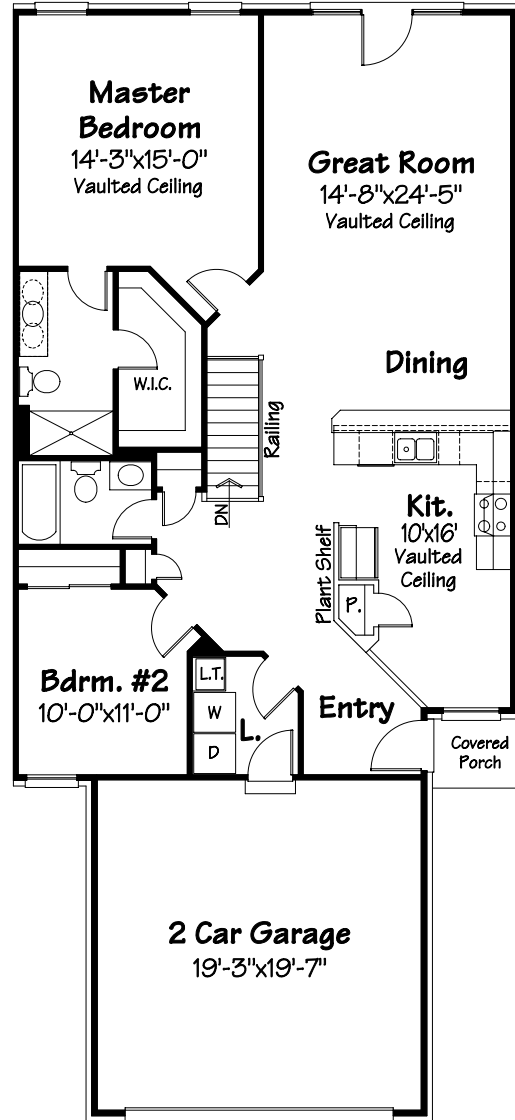 Master
Bedroom
14'-3"x15'-0"
Vaulted Ceiling
Great Room
14'-8"x24'-5"
Vaulted Ceiling
W.I.C.
Dining
Railing
DN
Kit.
10'x16'
Vaulted
Ceiling
Plant Shelf
P.
Bdrm. #2
10'-0"x11'-0"
L.T.
W
D
L.
Entry
Covered
Porch
2 Car Garage
19'-3"x19'-7"